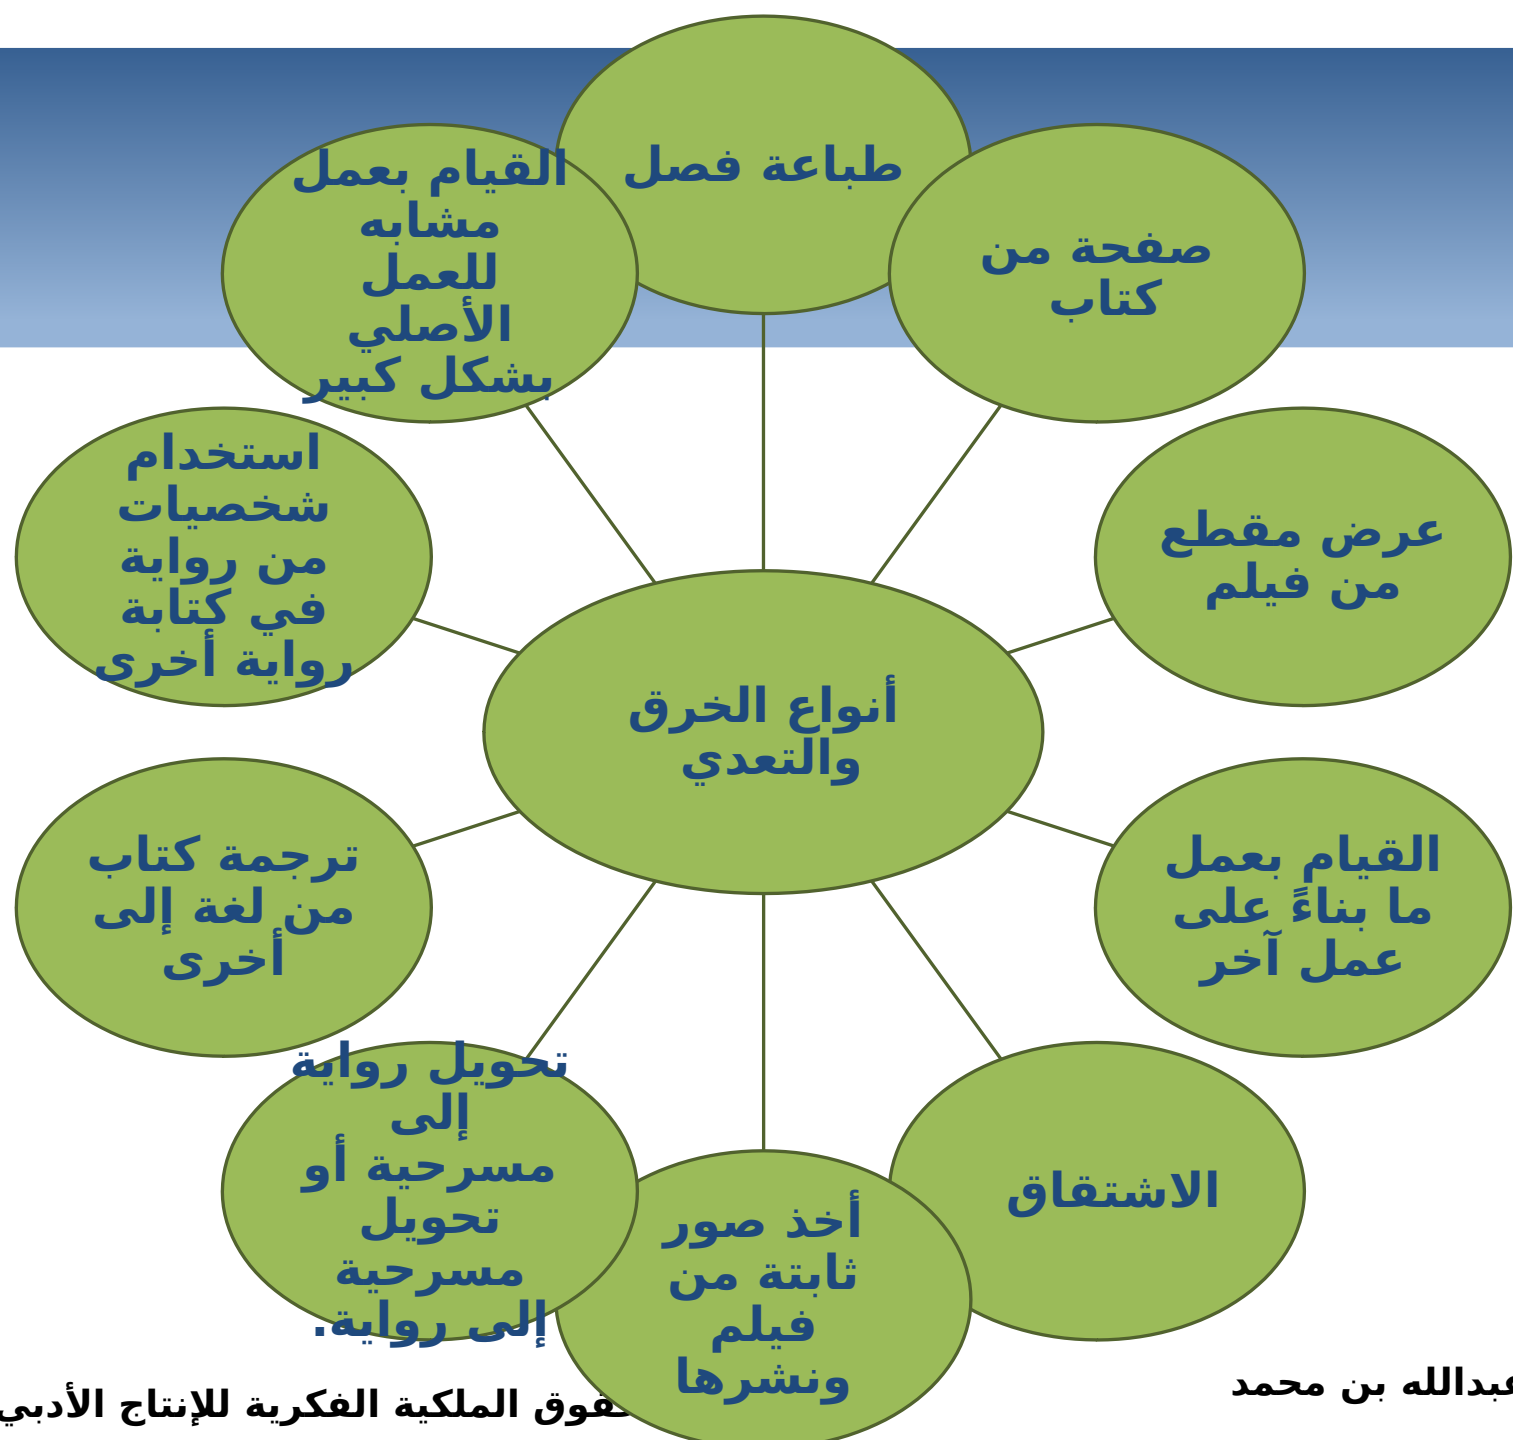 طباعة فصل
صفحة من
كتاب
عرض مقطع
من فيلم
القيام بعمل
ما بناءً على
عمل آخر
الاشتقاق
أخذ صور
ثابتة من
فيلم
ونشرها
تحويل رواية
إلى
مسرحية أو
تحويل
مسرحية
إلى رواية.
ترجمة كتاب
من لغة إلى
أخرى
استخدام
شخصيات
من رواية
في كتابة
رواية أخرى
القيام بعمل
مشابه
للعمل
الأصلي
بشكل كبير
أنواع الخرق
والتعدي
عبدالله بن محمد
حقوق الملكية الفكرية للإنتاج الأدبي